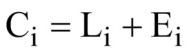 C_i = L_i + E_i